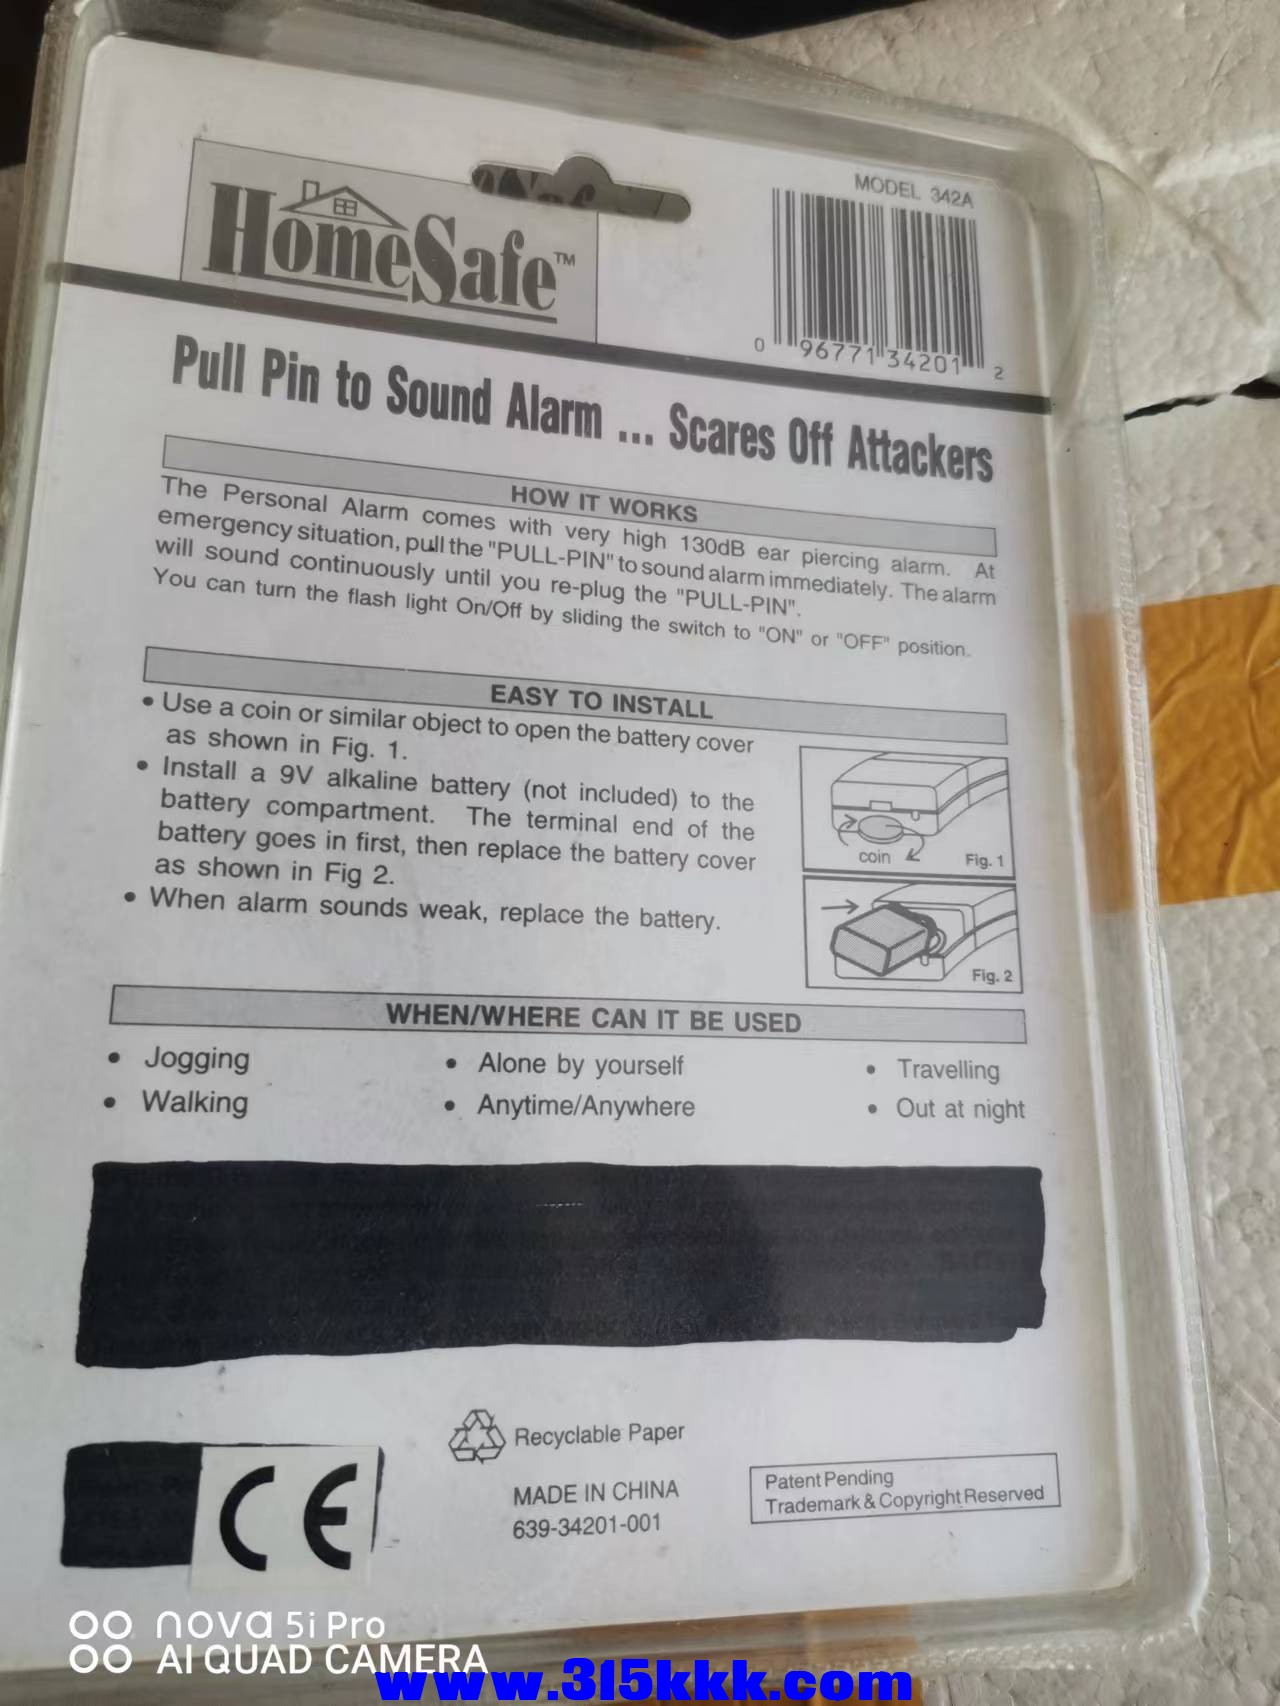 HomeSafe™
MODEL 342A
0 96771 34201 2
Pull Pin to Sound Alarm ... Scares Off Attackers
HOW IT WORKS
The Personal Alarm comes with very high 130dB ear piercing alarm. At
emergency situation, pull the "PULL-PIN" to sound alarm immediately. The alarm
will sound continuously until you re-plug the "PULL-PIN".
You can turn the flash light On/Off by sliding the switch to "ON" or "OFF" position.
EASY TO INSTALL
• Use a coin or similar object to open the battery cover
as shown in Fig. 1.
• Install a 9V alkaline battery (not included) to the
battery compartment. The terminal end of the
battery goes in first, then replace the battery cover
as shown in Fig 2.
• When alarm sounds weak, replace the battery.
coin
Fig. 1
Fig. 2
WHEN/WHERE CAN IT BE USED
• Jogging
• Alone by yourself
• Travelling
• Walking
• Anytime/Anywhere
• Out at night
CE
Recyclable Paper
MADE IN CHINA
639-34201-001
Patent Pending
Trademark & Copyright Reserved
nova 5i Pro
AI QUAD CAMERA
www.315kkk.com